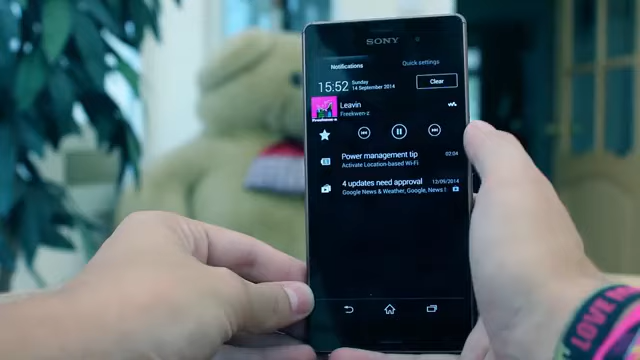 SONY
Notifications
Quick settings
15:52
Sunday
14 September 2014
Clear
Leavin
Freekwen-z
Power management tip
02:04
Activate Location-based Wi-Fi
4 updates need approval
12/09/2014
Google News & Weather, Google, News I
LOVE